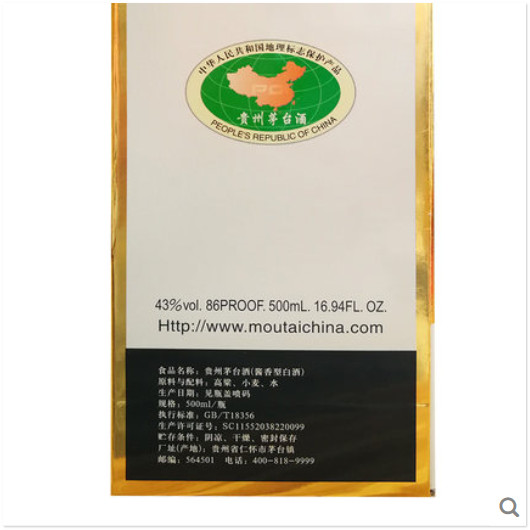 中华人民共和国地理标志保护产品
PGP
贵州茅台酒
PEOPLE'S REPUBLIC OF CHINA
43%vol. 86PROOF. 500mL. 16.94FL. OZ.
Http://www.moutaichina.com
食品名称：贵州茅台酒(酱香型白酒)
原料与配料：高粱、小麦、水
生产日期：见瓶盖喷码
规格：500ml/瓶
执行标准：GB/T18356
生产许可证号：SC11552038220099
贮存条件：阴凉、干燥、密封保存
厂址(产地)：贵州省仁怀市茅台镇
邮编：564501 电话：400-818-9999